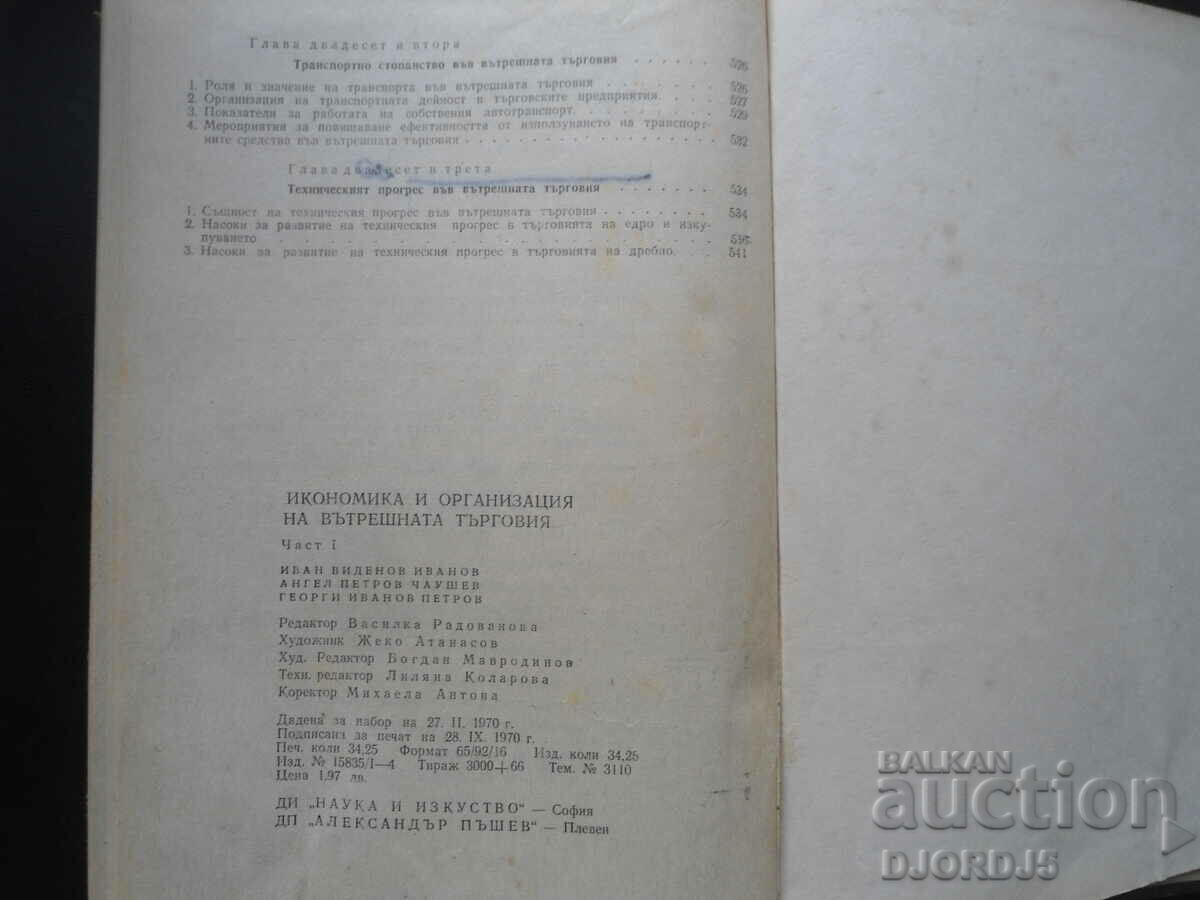 Глава двадесет и втора
Транспортно стопанство във вътрешната търговия . . . . . . 526
1. Роля и значение на транспорта във вътрешната търговия . . . . . . . 526
2. Организация на транспортната дейност в търговските предприятия. . . . 527
3. Показатели за работата на собствения автотранспорт. . . . . . . . . 529
4. Мероприятия за повишаване ефективността от използуването на транспорт-
ните средства във вътрешната търговия . . . . . . . . . . . . . . . 532
Глава двадесет и трета
Техническият прогрес във вътрешната търговия . . . . . . . 534
1. Същност на техническия прогрес във вътрешната търговия . . . . . . . . 534
2. Насоки за развитие на техническия прогрес в търговията на едро и изку-
пуването . . . . . . . . . . . . . . . . . . . . . . . . . . . 536
3. Насоки за развитие на техническия прогрес в търговията на дребно. . . 541
ИКОНОМИКА И ОРГАНИЗАЦИЯ
НА ВЪТРЕШНАТА ТЪРГОВИЯ
Част I
ИВАН ВИДЕНОВ ИВАНОВ
АНГЕЛ ПЕТРОВ ЧАУШЕВ
ГЕОРГИ ИВАНОВ ПЕТРОВ
Редактор Василка Радованова
Художник Жеко Атанасов
Худ. Редактор Богдан Мавродинов
Техн. редактор Лиляна Коларова
Коректор Михаела Антова
Дадена за набор на 27. II. 1970 г.
Подписана за печат на 28. IX. 1970 г.
Печ. коли 34,25 Формат 65/92/16 Изд. коли 34,25
Изд. № 15835/I—4 Тираж 3000+66 Тем. № 3110
Цена 1,97 лв.
ДИ „НАУКА И ИЗКУСТВО" — София
ДП „АЛЕКСАНДЪР ПЪШЕВ" — Плевен
BALKAN
auction
DJORDJ5